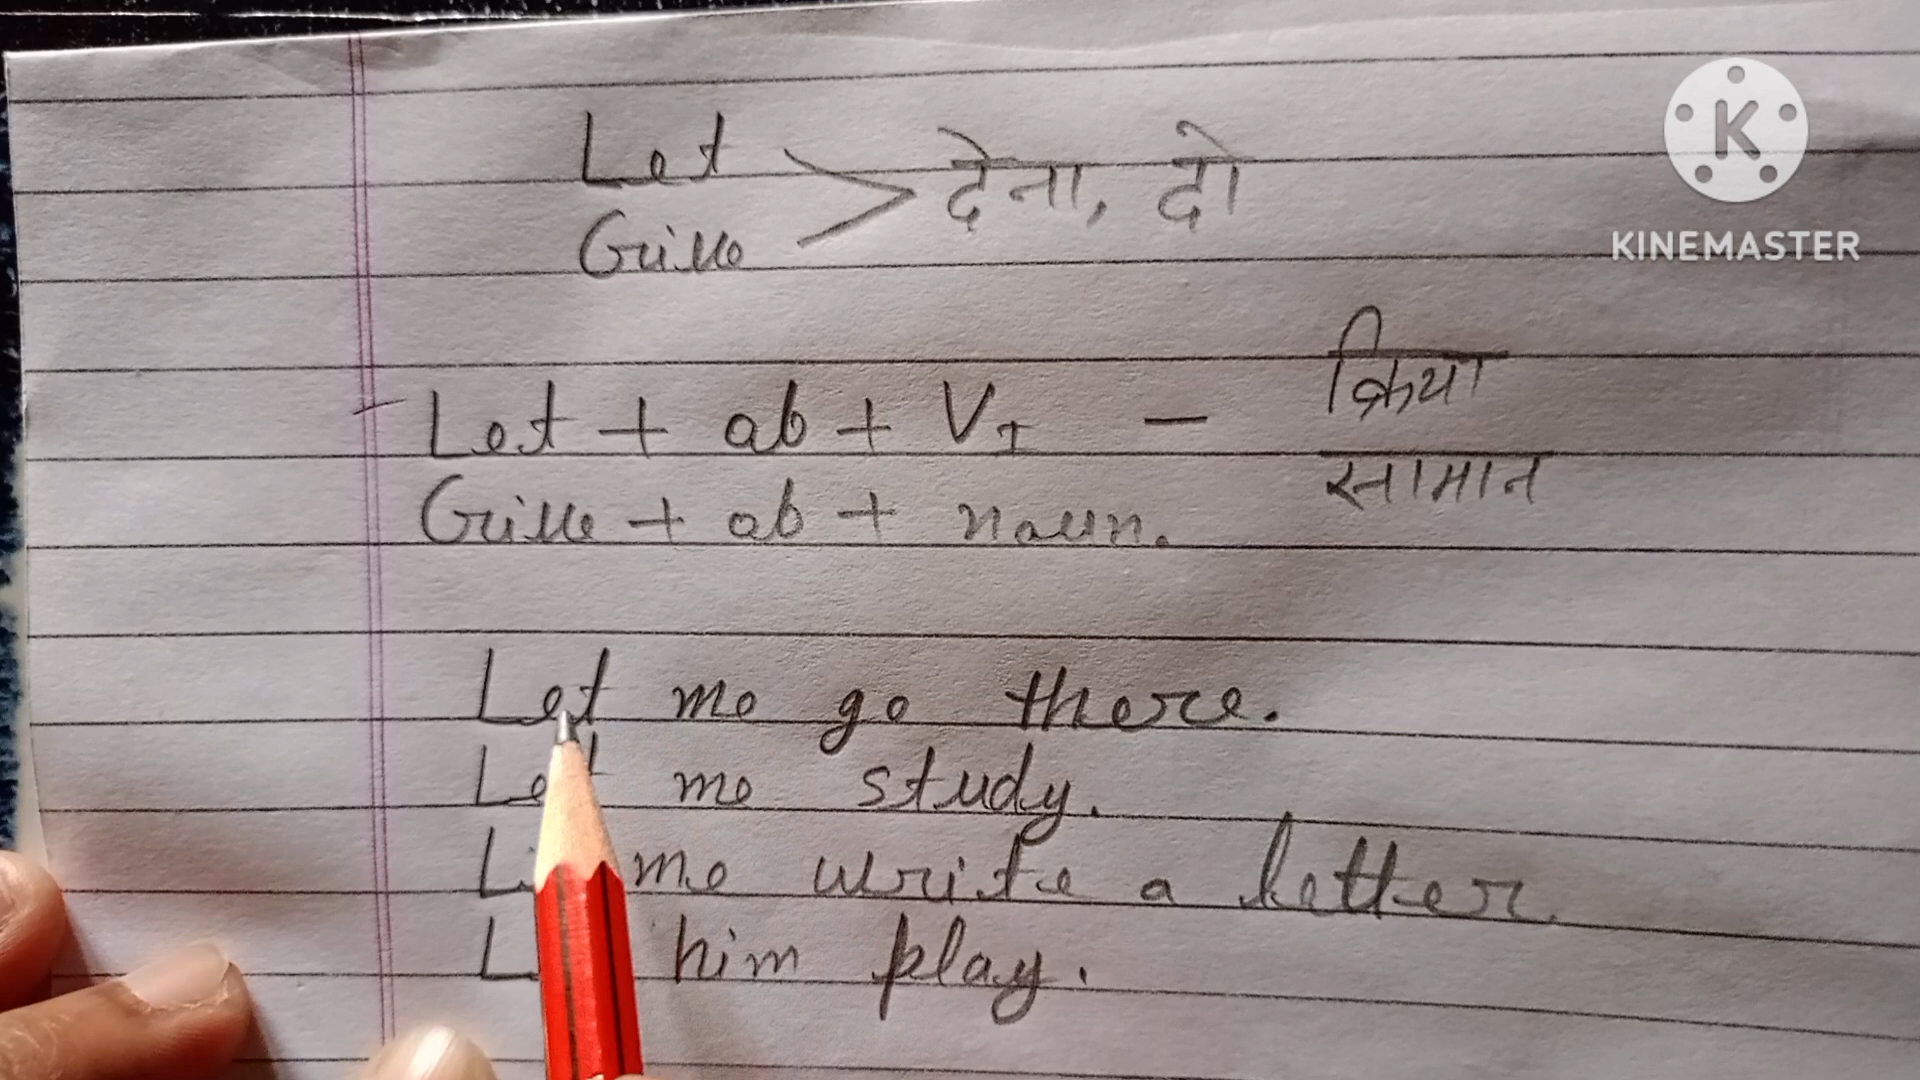 Let
Give > देना, दो
Let + ob + V1 - क्रिया
Give + ob + noun. सामान
Let me go there.
Let me study.
me write a letter.
him play.
K
KINEMASTER